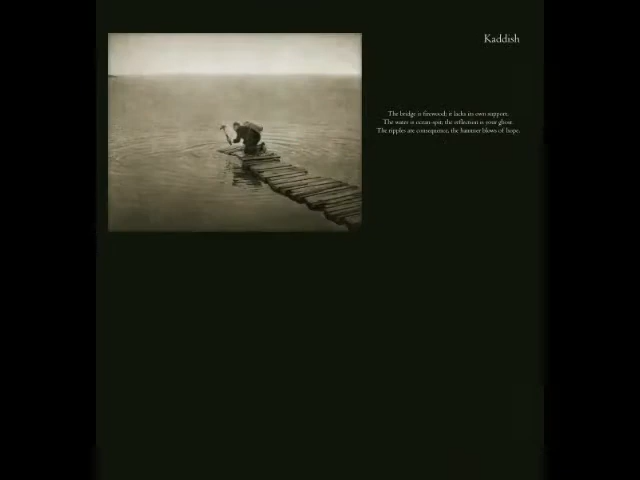 Kaddish
The bridge is firewood; it lacks its own support.
The water is ocean-spit; the reflection is your ghost.
The ripples are consequence, the hammer blows of hope.